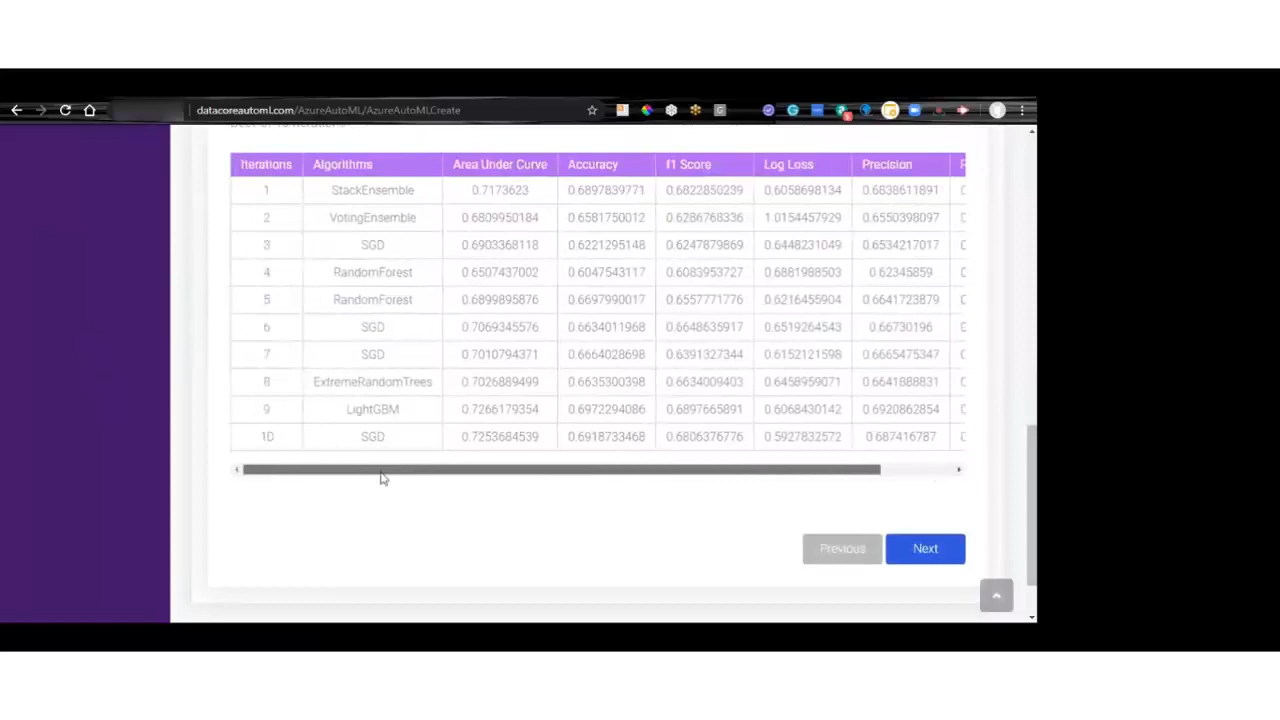 datacoreautoml.com/AzureAutoML/AzureAutoMLCreate
Iterations Algorithms Area Under Curve Accuracy f1 Score Log Loss Precision
1 StackEnsemble 0.7173623 0.6897839771 0.6822850239 0.6058698134 0.6838611891
2 VotingEnsemble 0.6809950184 0.6581750012 0.6286768336 1.0154457929 0.6550398097
3 SGD 0.6903368118 0.6221295148 0.6247879869 0.6448231049 0.6534217017
4 RandomForest 0.6507437002 0.6047543117 0.6083953727 0.6881988503 0.62345859
5 RandomForest 0.6899895876 0.6697990017 0.6557771776 0.6216455904 0.6641723879
6 SGD 0.7069345576 0.6634011968 0.6648635917 0.6519264543 0.66730196
7 SGD 0.7010794371 0.6664028698 0.6391327344 0.6152121598 0.6665475347
8 ExtremeRandomTrees 0.7026889499 0.6635300398 0.6634009403 0.6458959071 0.6641888831
9 LightGBM 0.7266179354 0.6972294086 0.6897665891 0.6068430142 0.6920862854
10 SGD 0.7253684539 0.6918733468 0.6806376776 0.5927832572 0.687416787
Previous Next